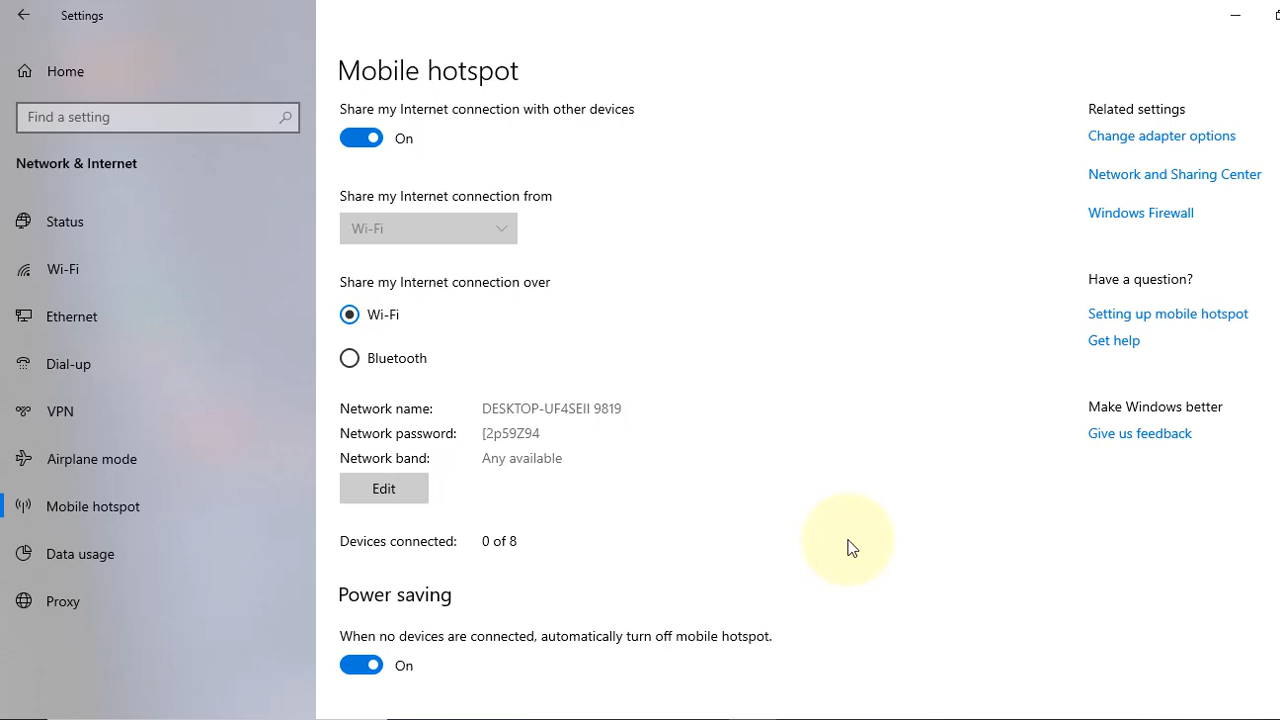 Settings
Home
Find a setting
Network & Internet
Status
Wi-Fi
Ethernet
Dial-up
VPN
Airplane mode
Mobile hotspot
Data usage
Proxy
Mobile hotspot
Share my Internet connection with other devices
On
Share my Internet connection from
Wi-Fi
Share my Internet connection over
Wi-Fi
Bluetooth
Network name: DESKTOP-UF4SEII 9819
Network password: [2p59Z94
Network band: Any available
Edit
Devices connected: 0 of 8
Power saving
When no devices are connected, automatically turn off mobile hotspot.
On
Related settings
Change adapter options
Network and Sharing Center
Windows Firewall
Have a question?
Setting up mobile hotspot
Get help
Make Windows better
Give us feedback